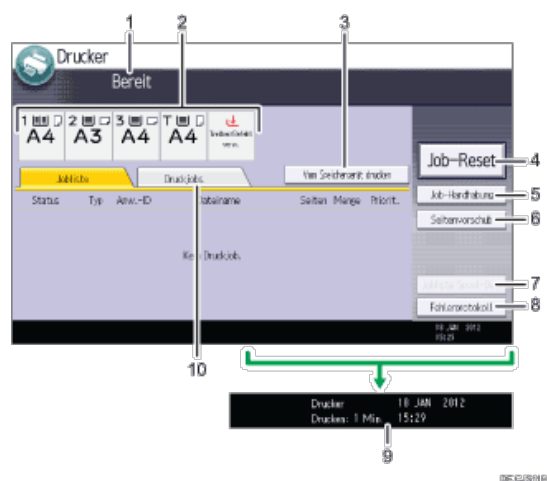 1
2
3
Drucker
Bereit
1 2 3 T
A4 A3 A4 A4
Job-Reset
4
Jobliste
Druckjobs.
Vom Speichergerät drucken
Job-Handhabung
5
Status Typ Anw.-ID Dateiname Seiten Menge Priorit.
Seitenvorschub
6
Kein Druckjob.
7
Fehlerprotokoll
8
18 JAN 2012
15:29
10
Drucker 18 JAN 2012
Drucken: 1 Min. 15:29
9